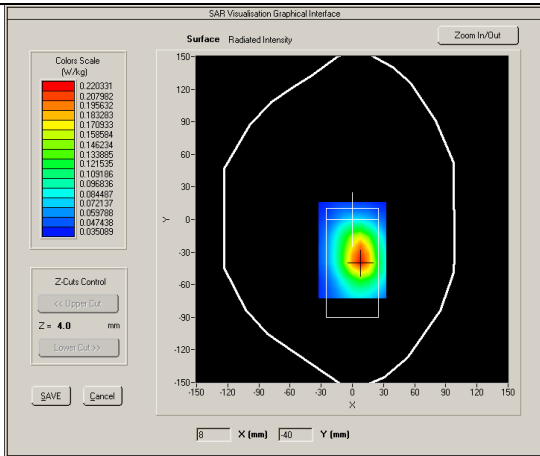 SAR Visualisation Graphical Interface
Surface Radiated Intensity
Zoom In/Out
Colors Scale
(W/kg)
0.220331
0.207982
0.195632
0.183283
0.170933
0.158584
0.146234
0.133885
0.121535
0.109186
0.096836
0.084487
0.072137
0.059788
0.047438
0.035089
Z-Cuts Control
<< Upper Cut
Z = 4.0 mm
Lower Cut >>
SAVE Cancel
150-
120-
90-
60-
30-
0-
-30-
-60-
-90-
-120-
-150-
Y
-150 -120 -90 -60 -30 0 30 60 90 120 150
X
8 X (mm) -40 Y (mm)